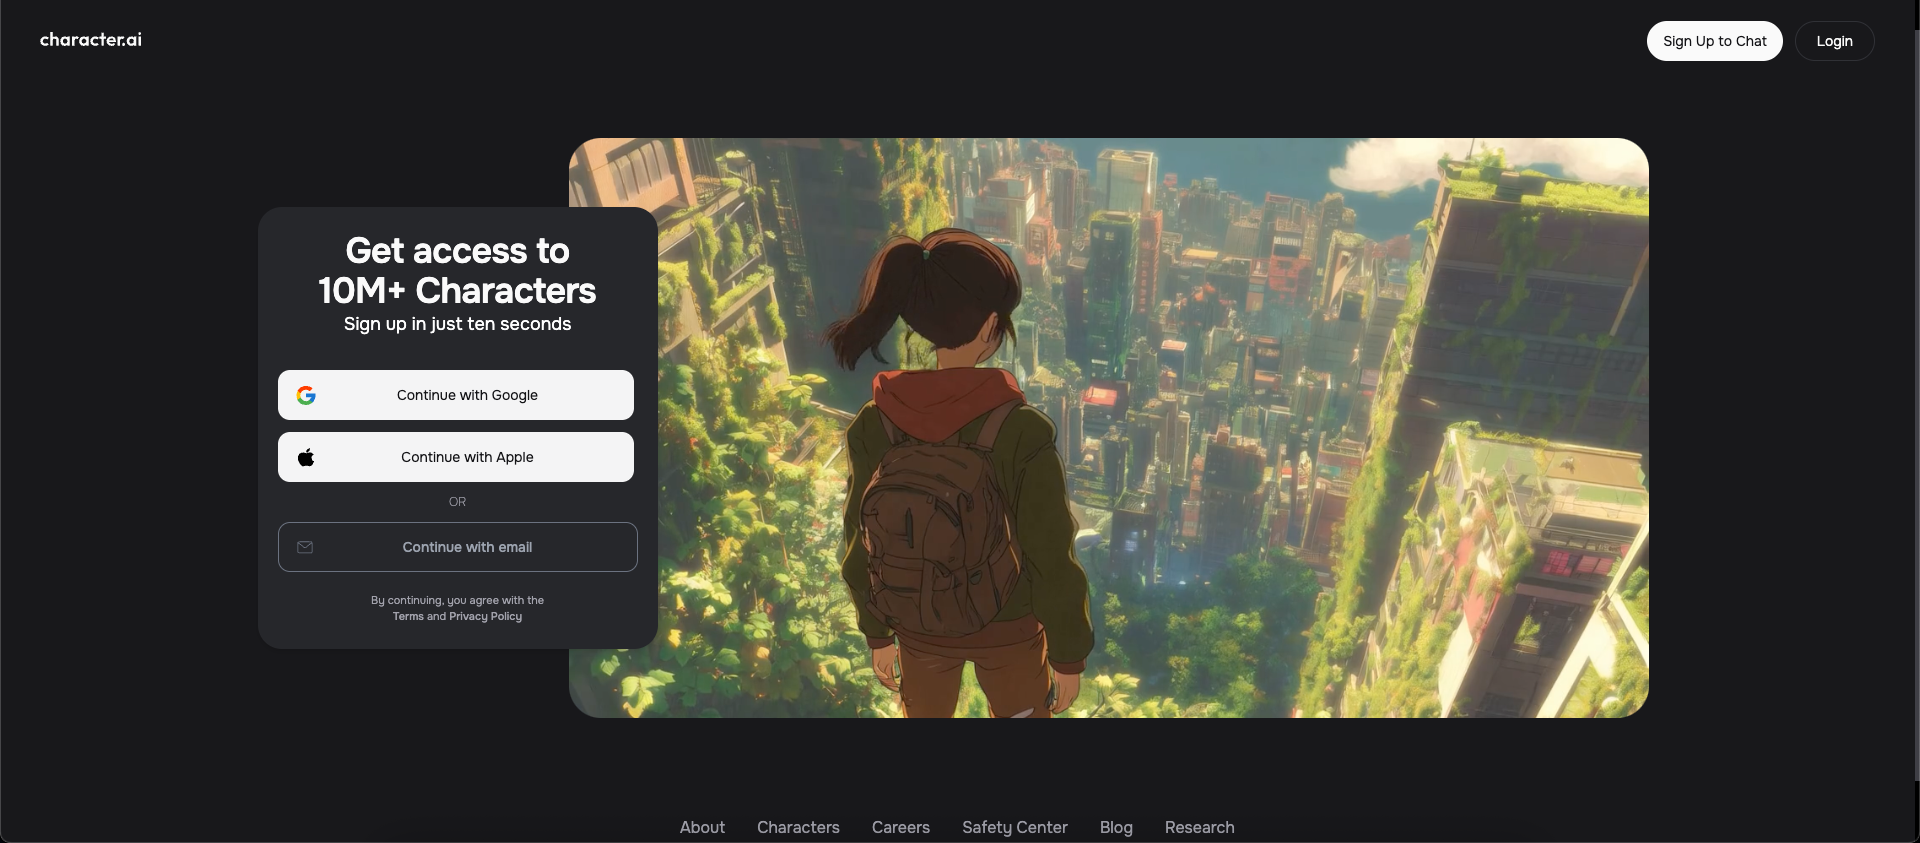 character.ai
Sign Up to Chat
Login
Get access to
10M+ Characters
Sign up in just ten seconds
Continue with Google
Continue with Apple
OR
Continue with email
By continuing, you agree with the
Terms and Privacy Policy
About Characters Careers Safety Center Blog Research